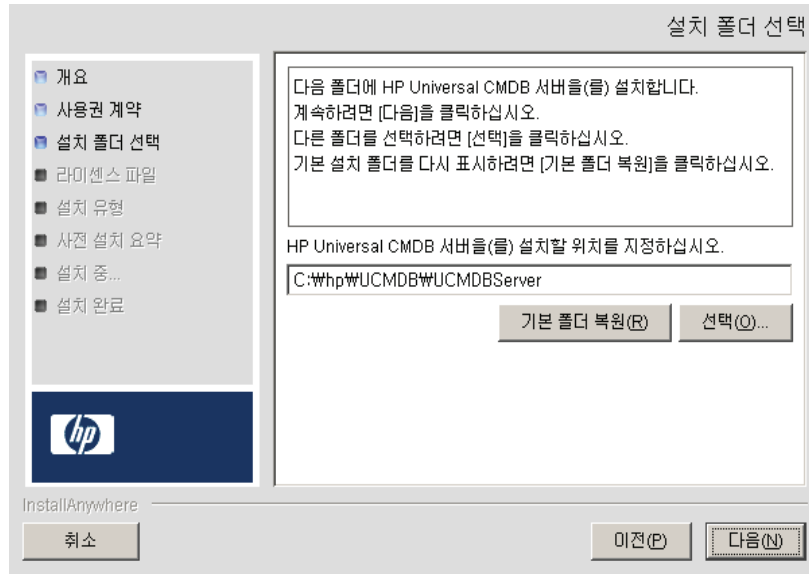 설치 폴더 선택
개요
사용권 계약
설치 폴더 선택
라이센스 파일
설치 유형
사전 설치 요약
설치 중...
설치 완료
다음 폴더에 HP Universal CMDB 서버을(를) 설치합니다.
계속하려면 [다음]을 클릭하십시오.
다른 폴더를 선택하려면 [선택]을 클릭하십시오.
기본 설치 폴더를 다시 표시하려면 [기본 폴더 복원]을 클릭하십시오.
HP Universal CMDB 서버을(를) 설치할 위치를 지정하십시오.
C:₩hp₩UCMDB₩UCMDBServer
기본 폴더 복원(R)
선택(O)...
hp
InstallAnywhere
취소
이전(P)
다음(N)